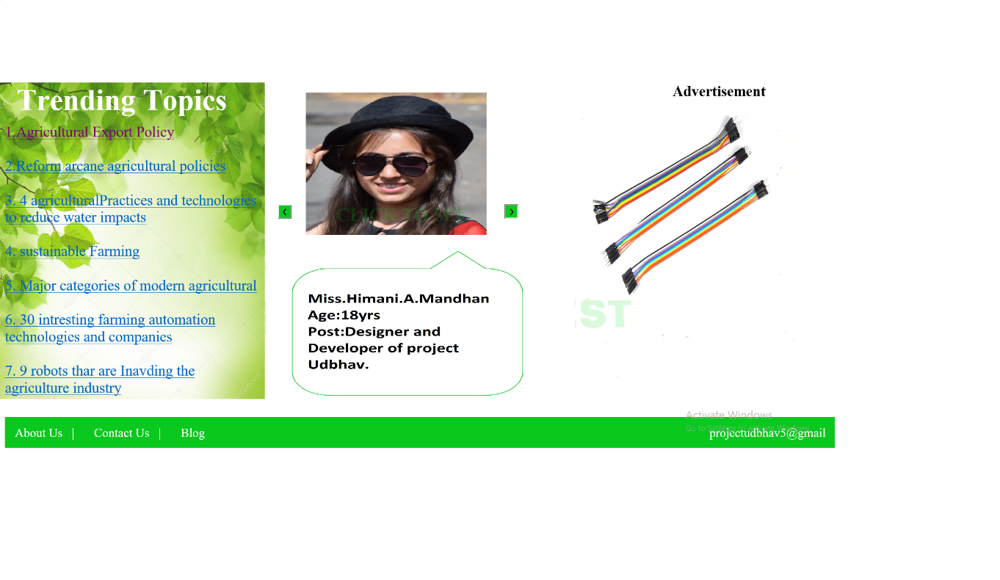 Trending Topics
1.Agricultural Export Policy
2.Reform arcane agricultural policies
3. 4 agriculturalPractices and technologies
to reduce water impacts
4. sustainable Farming
5. Major categories of modern agricultural
6. 30 intresting farming automation
technologies and companies
7. 9 robots thar are Inavding the
agriculture industry
CLICK TO SEE
Miss.Himani.A.Mandhan
Age:18yrs
Post:Designer and
Developer of project
Udbhav.
Advertisement
ST
Activate Windows
Go to Settings to activate Windows.
About Us | Contact Us | Blog
projectudbhav5@gmail